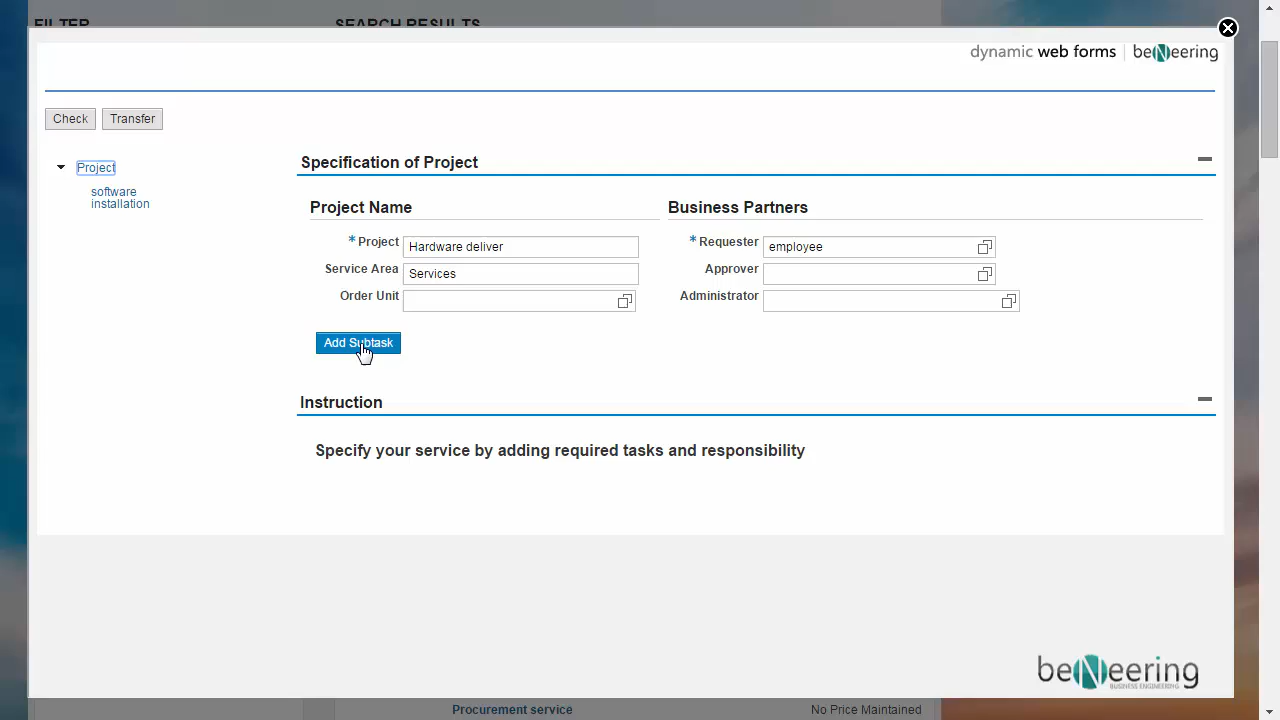 FILTER
SEARCH RESULTS
dynamic web forms
beNeering
Check
Transfer
Project
software
installation
Specification of Project
Project Name
Business Partners
* Project
Hardware deliver
* Requester
employee
Service Area
Services
Approver
Order Unit
Administrator
Add Subtask
Instruction
Specify your service by adding required tasks and responsibility
beNeering
BUSINESS ENGINEERING
Procurement service
No Price Maintained